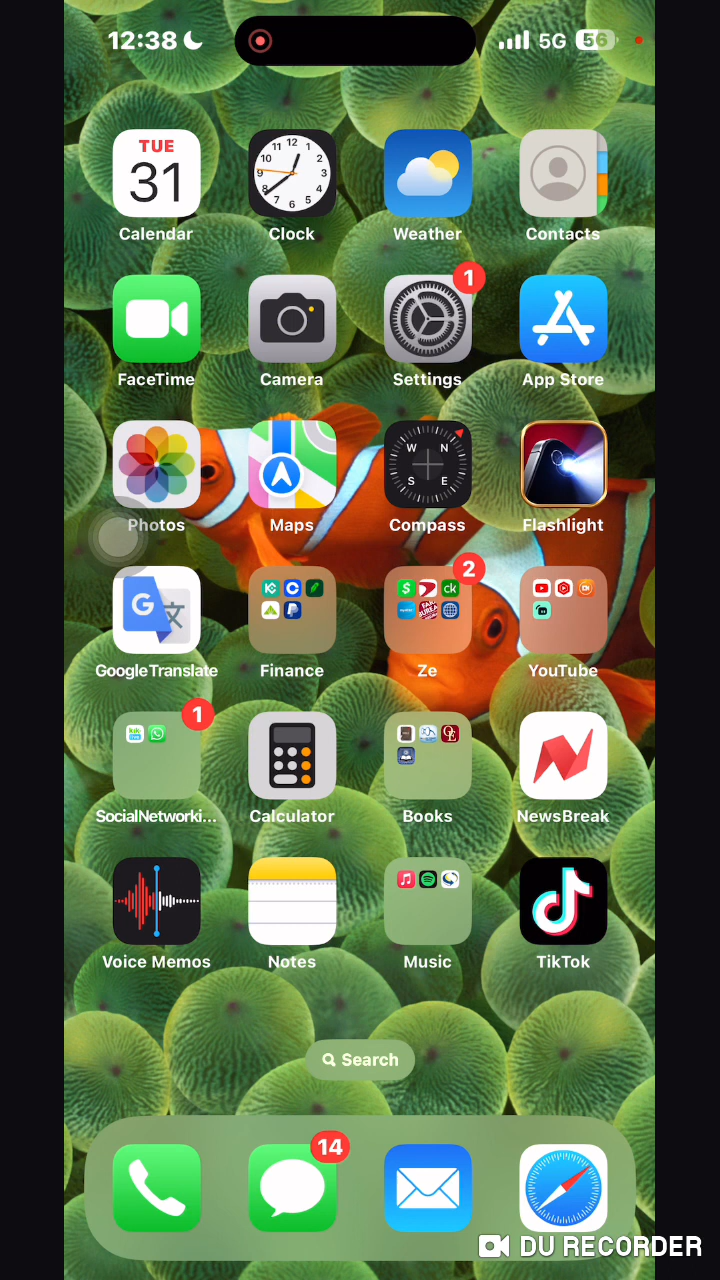 12:38
5G
56
TUE
31
Calendar
Clock
Weather
Contacts
1
FaceTime
Camera
Settings
App Store
W N
S E
Photos
Maps
Compass
Flashlight
2
G
Google Translate
Finance
Ze
YouTube
1
SocialNetworki...
Calculator
Books
NewsBreak
Voice Memos
Notes
Music
TikTok
Search
14
DU RECORDER